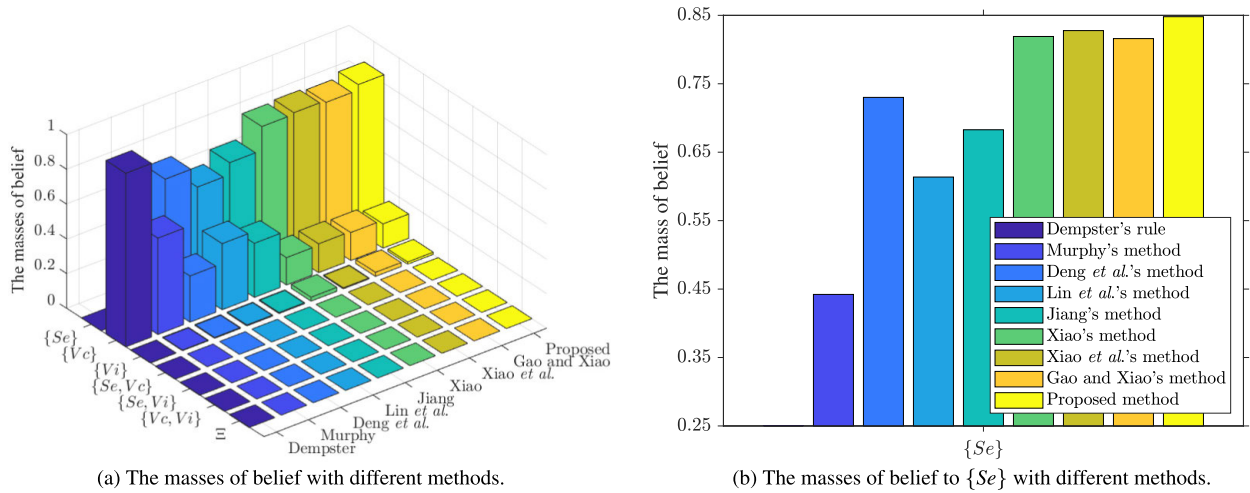 1
0.8
0.6
0.4
0.2
0
The masses of belief
{Se}
{Vc}
{Vi}
{Se, Vc}
{Se, Vi}
{Vc, Vi}
Ξ
Dempster
Murphy
Deng et al.
Lin et al.
Jiang
Xiao
Xiao et al.
Gao and Xiao
Proposed
(a) The masses of belief with different methods.
0.85
0.75
0.65
0.55
0.45
0.35
0.25
The mass of belief
{Se}
Dempster's rule
Murphy's method
Deng et al.'s method
Lin et al.'s method
Jiang's method
Xiao's method
Xiao et al.'s method
Gao and Xiao's method
Proposed method
(b) The masses of belief to {Se} with different methods.